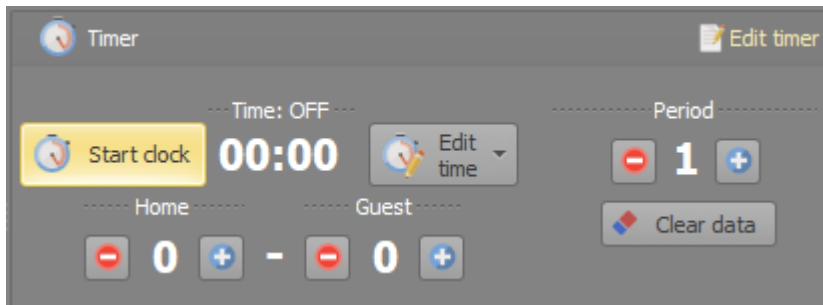 Timer
Edit timer
Time: OFF
Period
Start clock
00:00
Edit
time
1
Home
Guest
Clear data
0 - 0